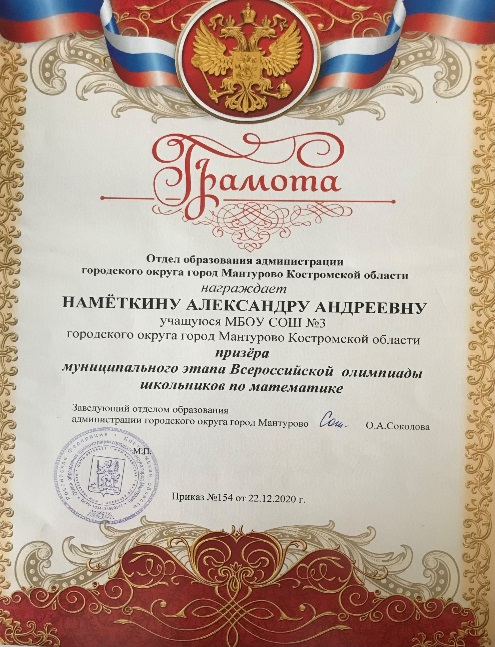 Грамота
Отдел образования администрации
городского округа город Мантурово Костромской области
награждает
НАМЁТКИНУ АЛЕКСАНДРУ АНДРЕЕВНУ
учащуюся МБОУ СОШ №3
городского округа город Мантурово Костромской области
призёра
муниципального этапа Всероссийской олимпиады
школьников по математике
Заведующий отделом образования
администрации городского округа город Мантурово О.А.Соколова
М.П.
Приказ №154 от 22.12.2020 г.